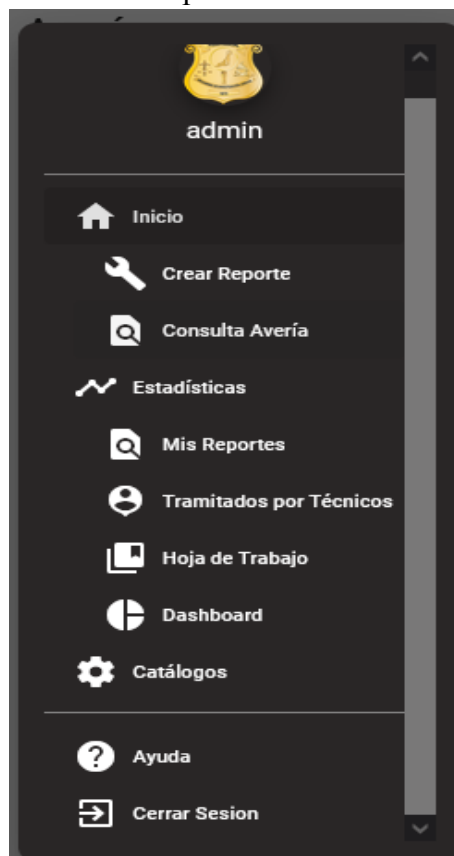 admin
Inicio
Crear Reporte
Consulta Avería
Estadísticas
Mis Reportes
Tramitados por Técnicos
Hoja de Trabajo
Dashboard
Catálogos
Ayuda
Cerrar Sesion